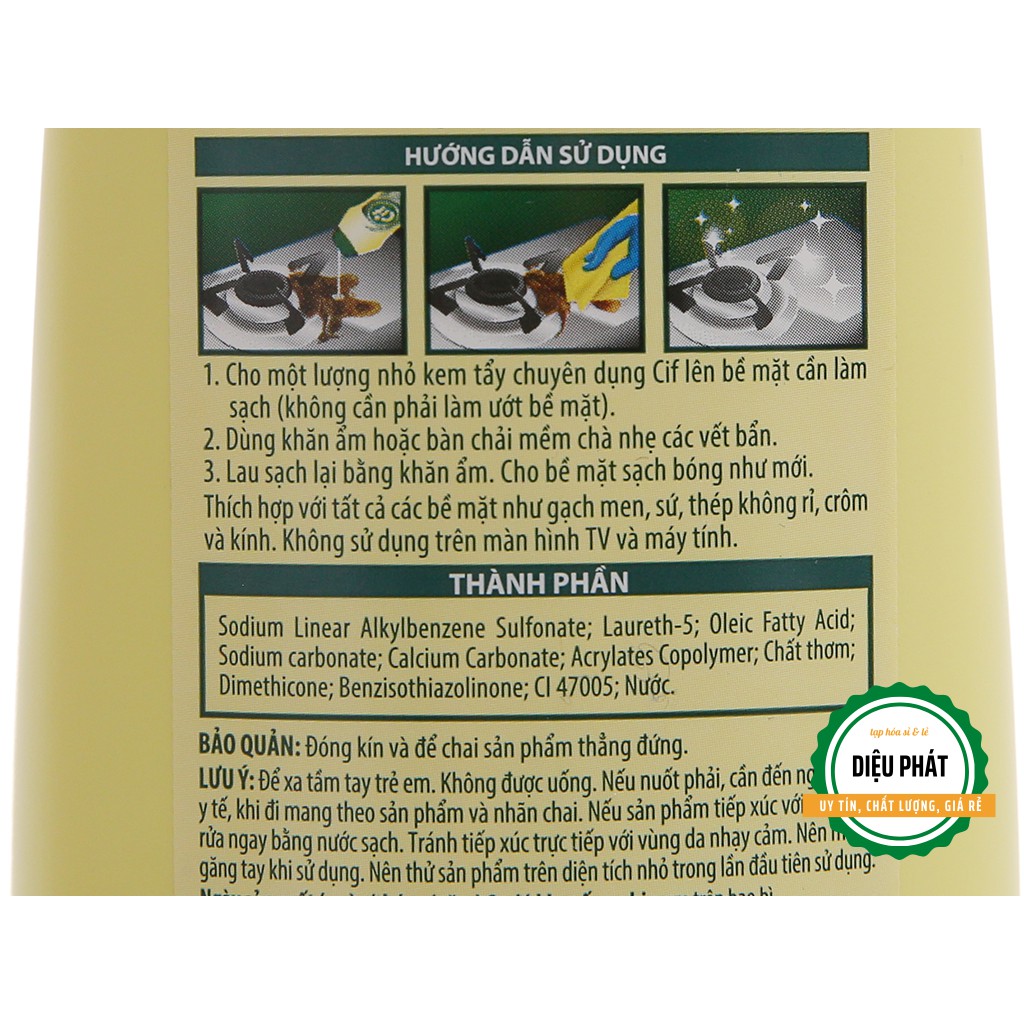 HƯỚNG DẪN SỬ DỤNG
1. Cho một lượng nhỏ kem tẩy chuyên dụng Cif lên bề mặt cần làm
sạch (không cần phải làm ướt bề mặt).
2. Dùng khăn ẩm hoặc bàn chải mềm chà nhẹ các vết bẩn.
3. Lau sạch lại bằng khăn ẩm. Cho bề mặt sạch bóng như mới.
Thích hợp với tất cả các bề mặt như gạch men, sứ, thép không rỉ, crôm
và kính. Không sử dụng trên màn hình TV và máy tính.
THÀNH PHẦN
Sodium Linear Alkylbenzene Sulfonate; Laureth-5; Oleic Fatty Acid;
Sodium carbonate; Calcium Carbonate; Acrylates Copolymer; Chất thơm;
Dimethicone; Benzisothiazolinone; CI 47005; Nước.
BẢO QUẢN: Đóng kín và để chai sản phẩm thẳng đứng.
LƯU Ý: Để xa tầm tay trẻ em. Không được uống. Nếu nuốt phải, cần đến
y tế, khi đi mang theo sản phẩm và nhãn chai. Nếu sản phẩm tiếp xúc với
rửa ngay bằng nước sạch. Tránh tiếp xúc trực tiếp với vùng da nhạy cảm. Nên
găng tay khi sử dụng. Nên thử sản phẩm trên diện tích nhỏ trong lần đầu tiên sử dụng.
trên bao bì
tạp hóa sỉ & lẻ
DIỆU PHÁT
UY TÍN, CHẤT LƯỢNG, GIÁ RẺ